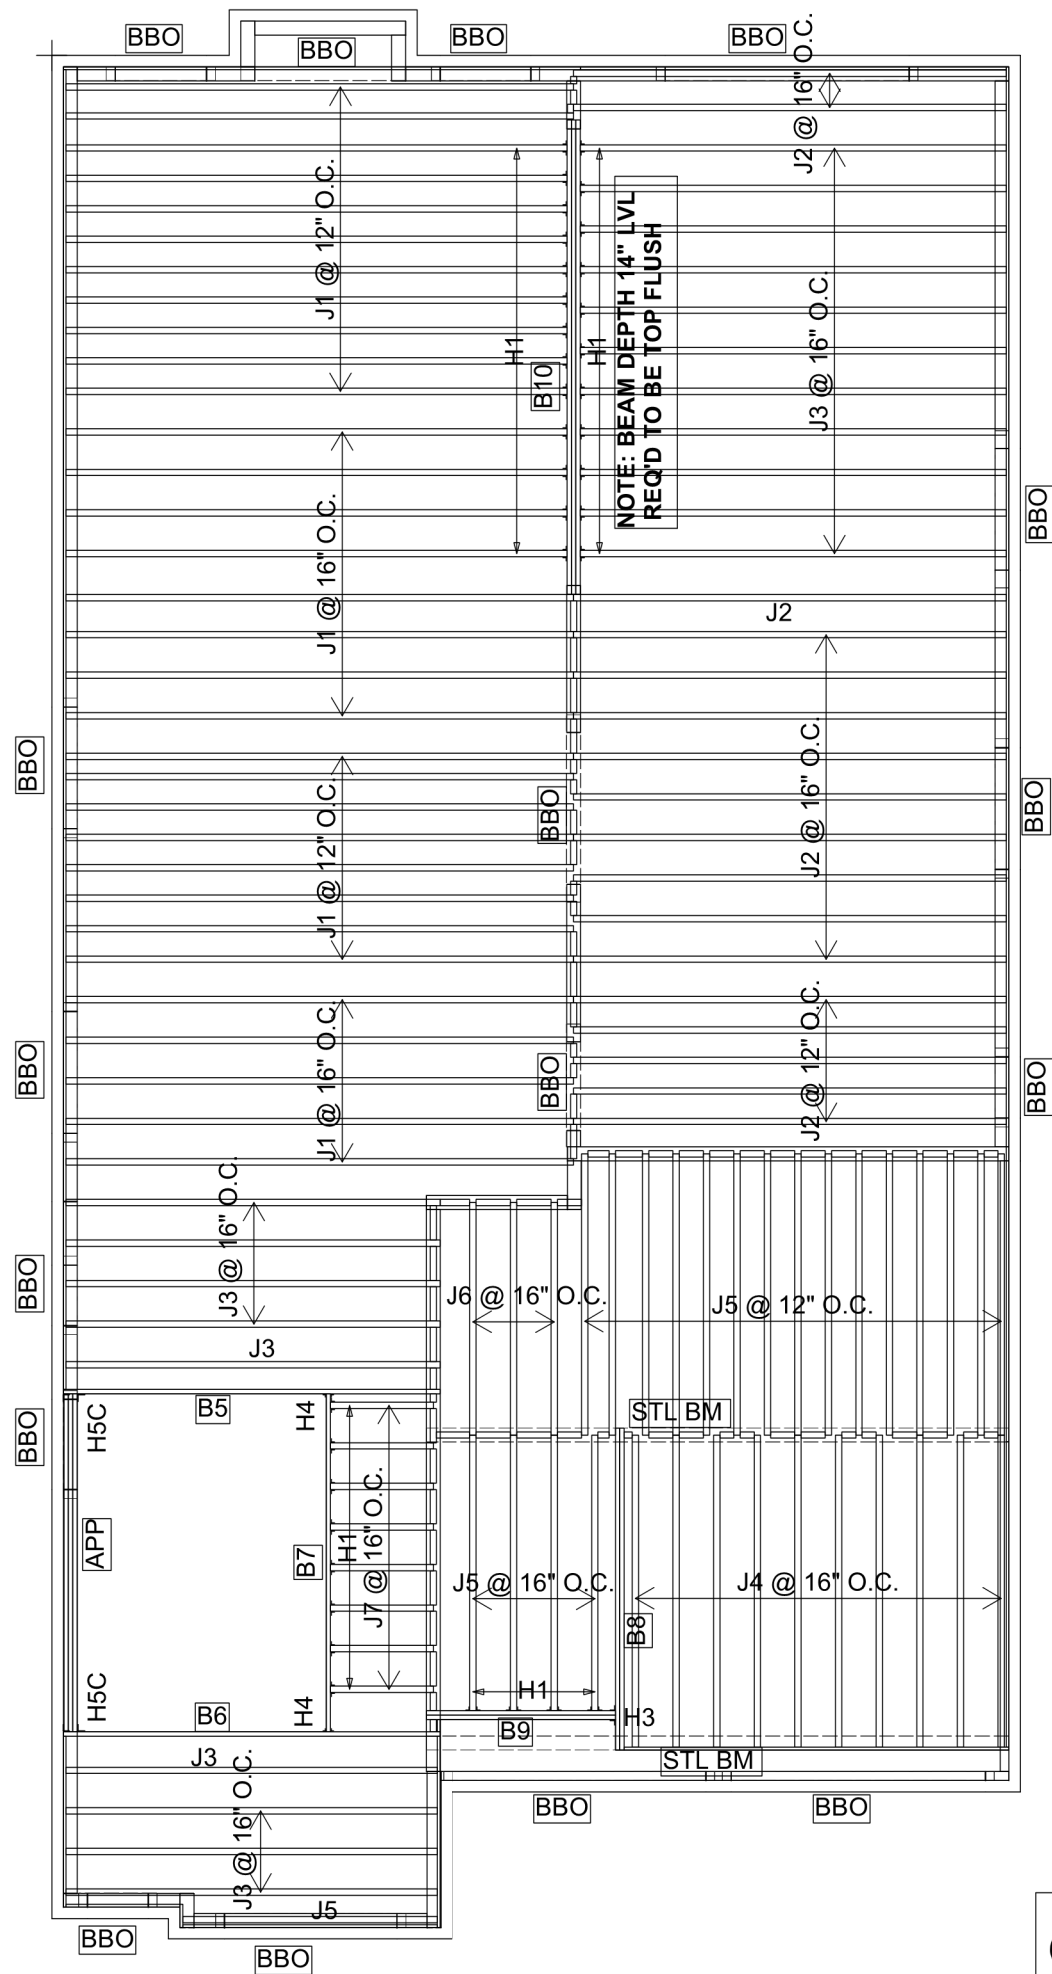 BBO
BBO
BBO
BBO
J2 @ 16" O.C.
J1 @ 12" O.C.
H1
H1
B10
NOTE: BEAM DEPTH 14" LVL
REQ'D TO BE TOP FLUSH
J3 @ 16" O.C.
BBO
J1 @ 16" O.C.
J2
BBO
J1 @ 12" O.C.
BBO
J2 @ 16" O.C.
BBO
BBO
J1 @ 16" O.C.
BBO
J2 @ 12" O.C.
BBO
BBO
J3 @ 16" O.C.
J6 @ 16" O.C.
J5 @ 12" O.C.
J3
BBO
H5C
B5
H4
STL BM
APP
B7
H1
J7 @ 16" O.C.
J5 @ 16" O.C.
J4 @ 16" O.C.
B8
H5C
B6
H4
H1
B9
H3
J3
STL BM
J3 @ 16" O.C.
BBO
BBO
J5
BBO
BBO